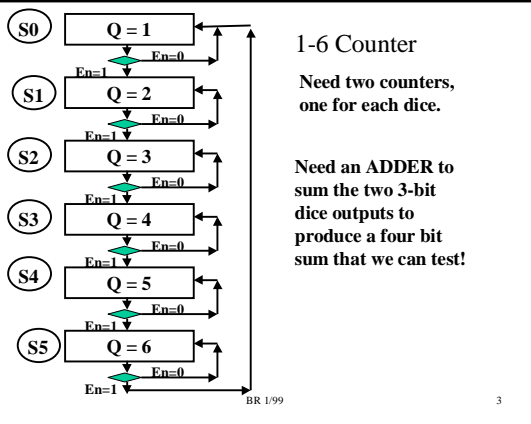 S0
Q = 1
En=0
En=1
S1
Q = 2
En=0
En=1
S2
Q = 3
En=0
En=1
S3
Q = 4
En=0
En=1
S4
Q = 5
En=0
En=1
S5
Q = 6
En=0
En=1
1-6 Counter
Need two counters,
one for each dice.
Need an ADDER to
sum the two 3-bit
dice outputs to
produce a four bit
sum that we can test!
BR 1/99
3